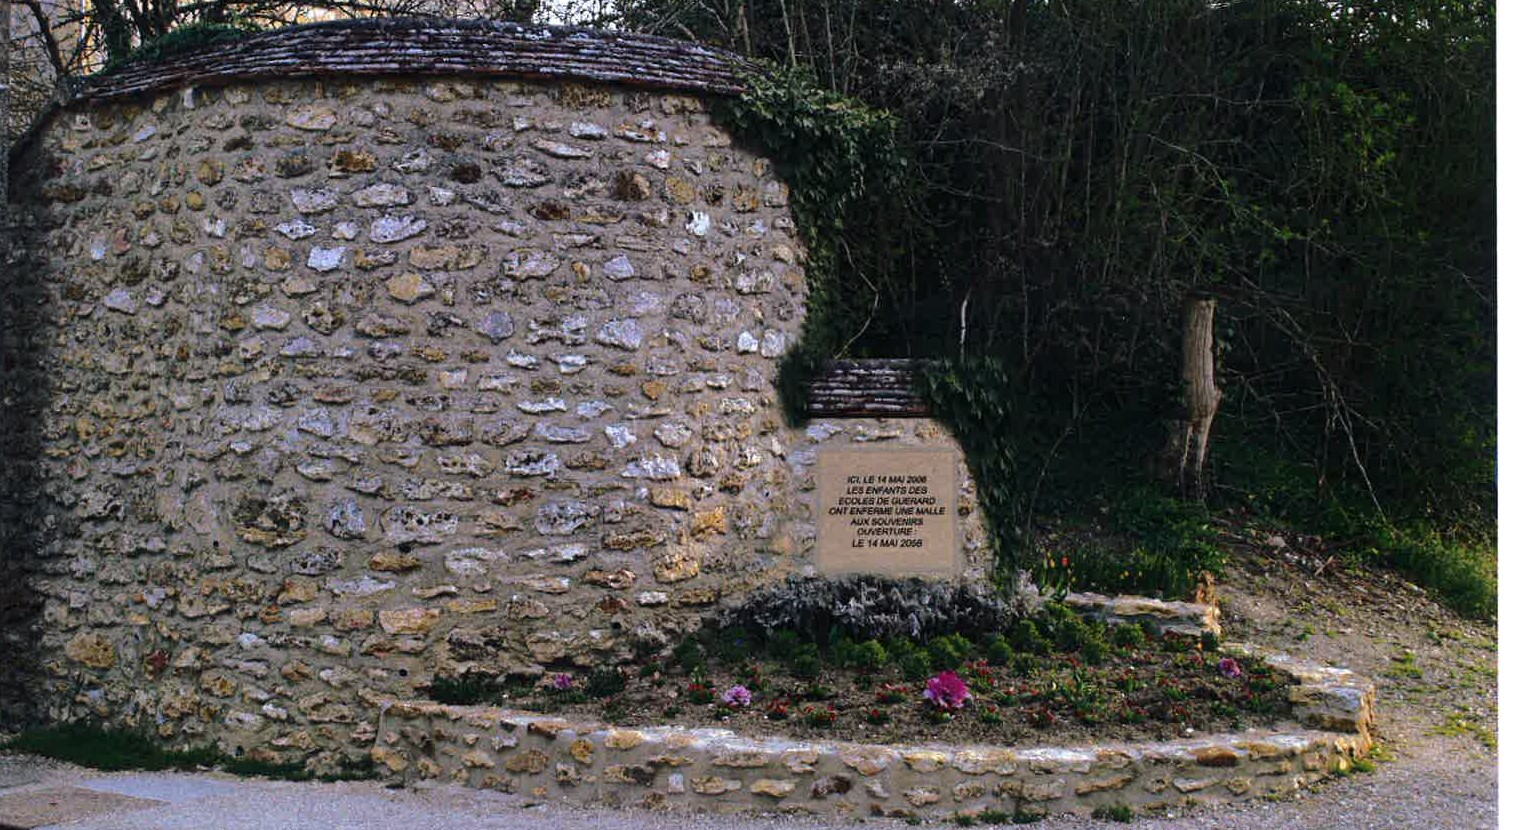 ICI, LE 14 MAI 2006
LES ENFANTS DES
ECOLES DE GUERARD
ONT ENFERME UNE MALLE
AUX SOUVENIRS
OUVERTURE :
LE 14 MAI 2056